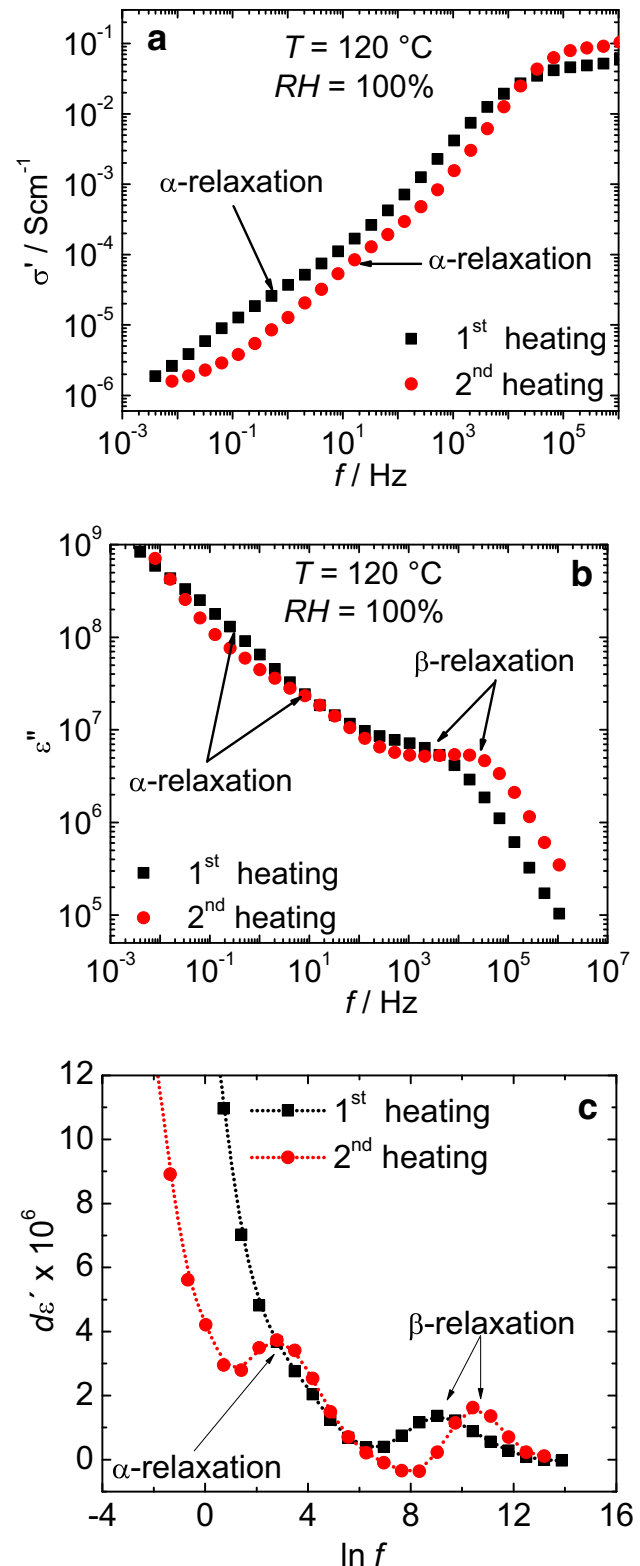 a
T = 120 °C
RH = 100%
α-relaxation
α-relaxation
1st heating
2nd heating
σ' / Scm-1
10-1
10-2
10-3
10-4
10-5
10-6
10-3 10-1 101 103 105
f / Hz
b
T = 120 °C
RH = 100%
β-relaxation
α-relaxation
1st heating
2nd heating
ε"
109
108
107
106
105
10-3 10-1 101 103 105 107
f / Hz
c
1st heating
2nd heating
β-relaxation
α-relaxation
dε´ x 106
12
10
8
6
4
2
0
-4 0 4 8 12 16
ln f